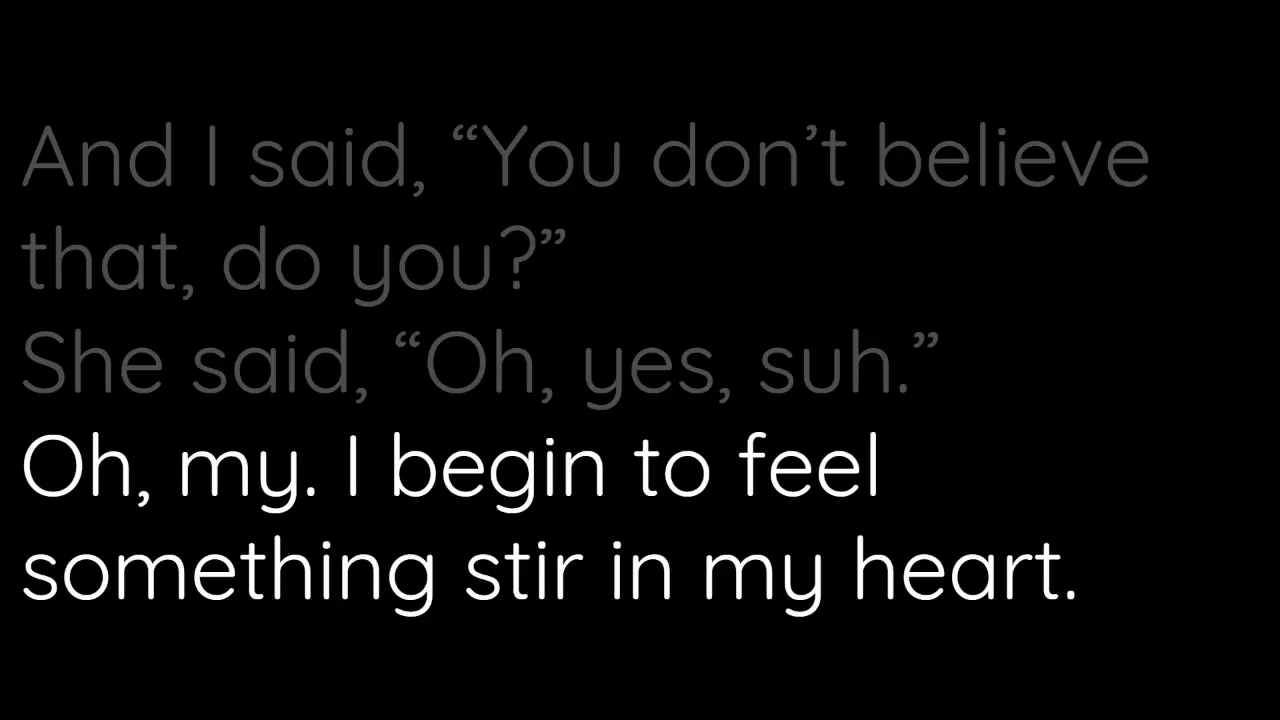 And I said, “You don’t believe
that, do you?”
She said, “Oh, yes, suh.”
Oh, my. I begin to feel
something stir in my heart.